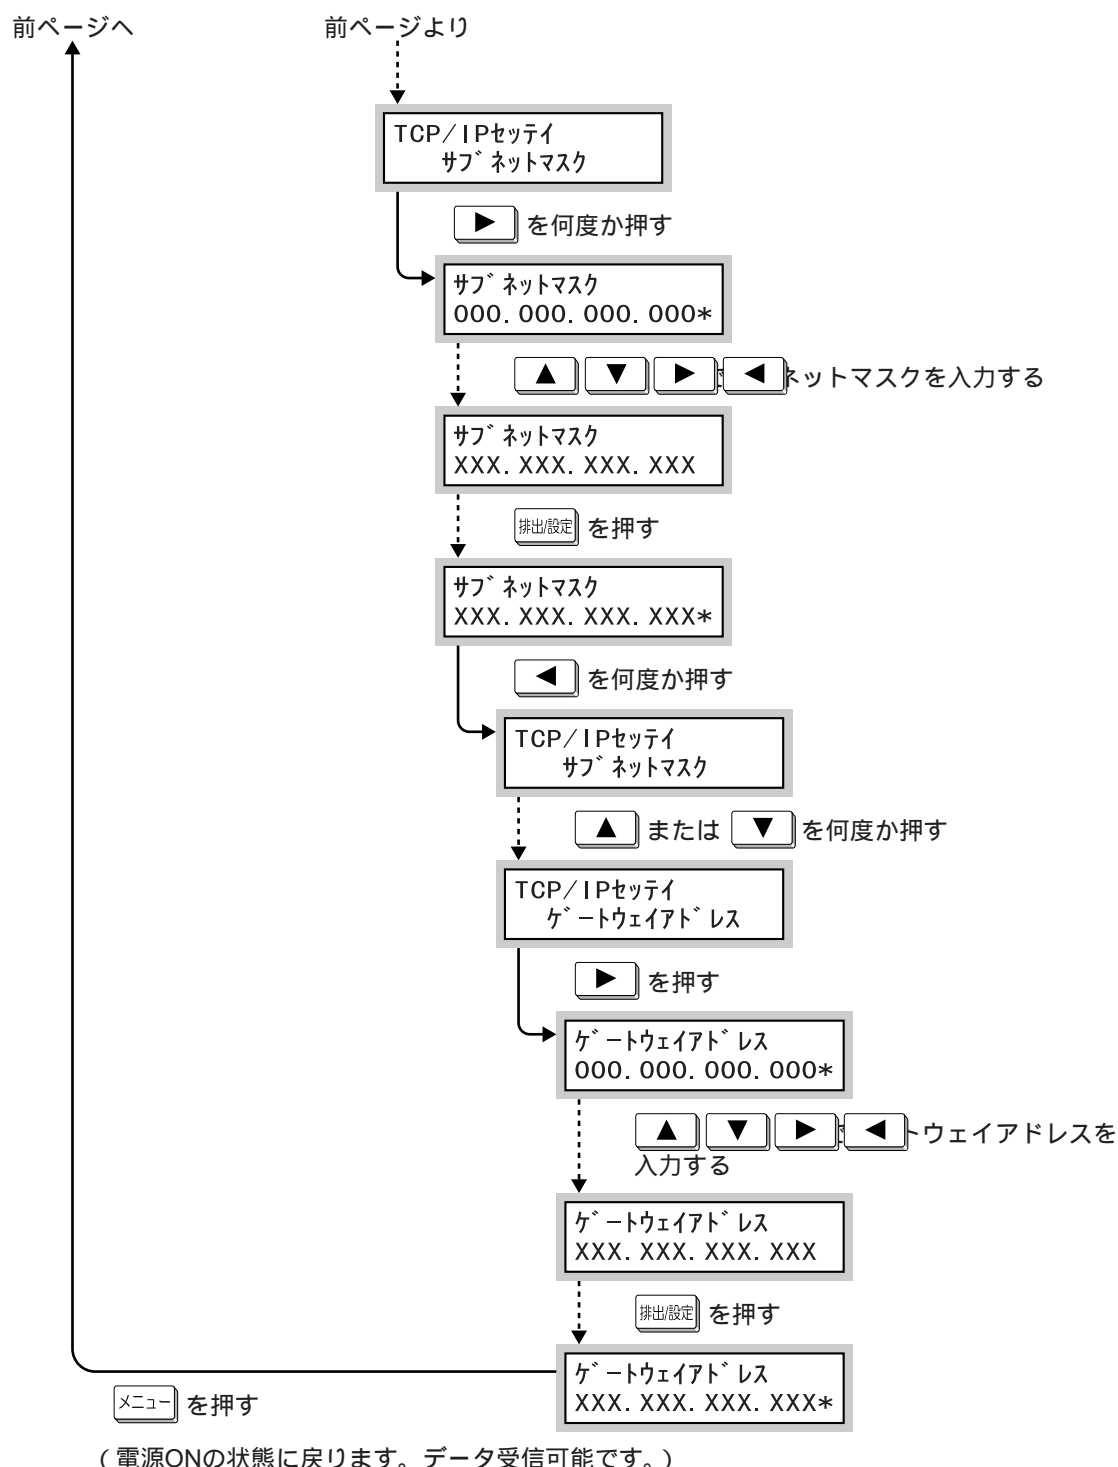 前ページへ
前ページより
TCP/IPｾｯﾃｲ
ｻﾌﾞﾈｯﾄﾏｽｸ
を何度か押す
ｻﾌﾞﾈｯﾄﾏｽｸ
000.000.000.000*
ネットマスクを入力する
ｻﾌﾞﾈｯﾄﾏｽｸ
XXX.XXX.XXX.XXX
排出/設定 を押す
ｻﾌﾞﾈｯﾄﾏｽｸ
XXX.XXX.XXX.XXX*
を何度か押す
TCP/IPｾｯﾃｲ
ｻﾌﾞﾈｯﾄﾏｽｸ
または を何度か押す
TCP/IPｾｯﾃｲ
ｹﾞｰﾄｳｪｲｱﾄﾞﾚｽ
を押す
ｹﾞｰﾄｳｪｲｱﾄﾞﾚｽ
000.000.000.000*
トウェイアドレスを
入力する
ｹﾞｰﾄｳｪｲｱﾄﾞﾚｽ
XXX.XXX.XXX.XXX
排出/設定 を押す
ｹﾞｰﾄｳｪｲｱﾄﾞﾚｽ
XXX.XXX.XXX.XXX*
メニュー を押す
(電源ONの状態に戻ります。データ受信可能です。)